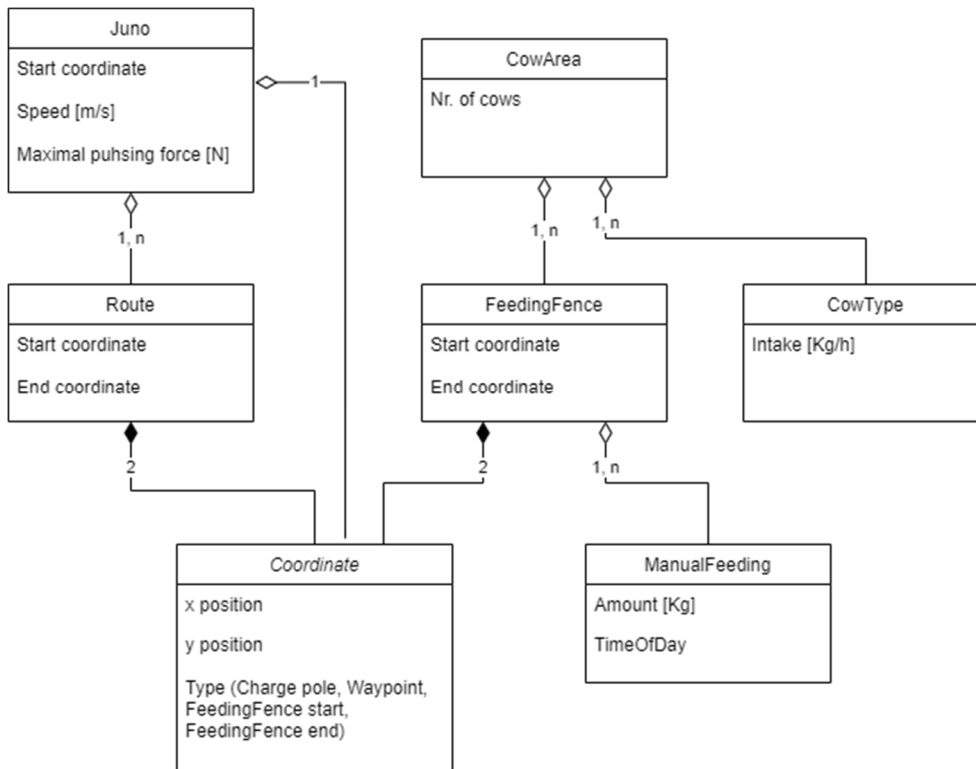 Juno
Start coordinate
Speed [m/s]
Maximal puhsing force [N]
1
1, n
CowArea
Nr. of cows
1, n
1, n
Route
Start coordinate
End coordinate
2
FeedingFence
Start coordinate
End coordinate
2
1, n
CowType
Intake [Kg/h]
Coordinate
x position
y position
Type (Charge pole, Waypoint,
FeedingFence start,
FeedingFence end)
ManualFeeding
Amount [Kg]
TimeOfDay